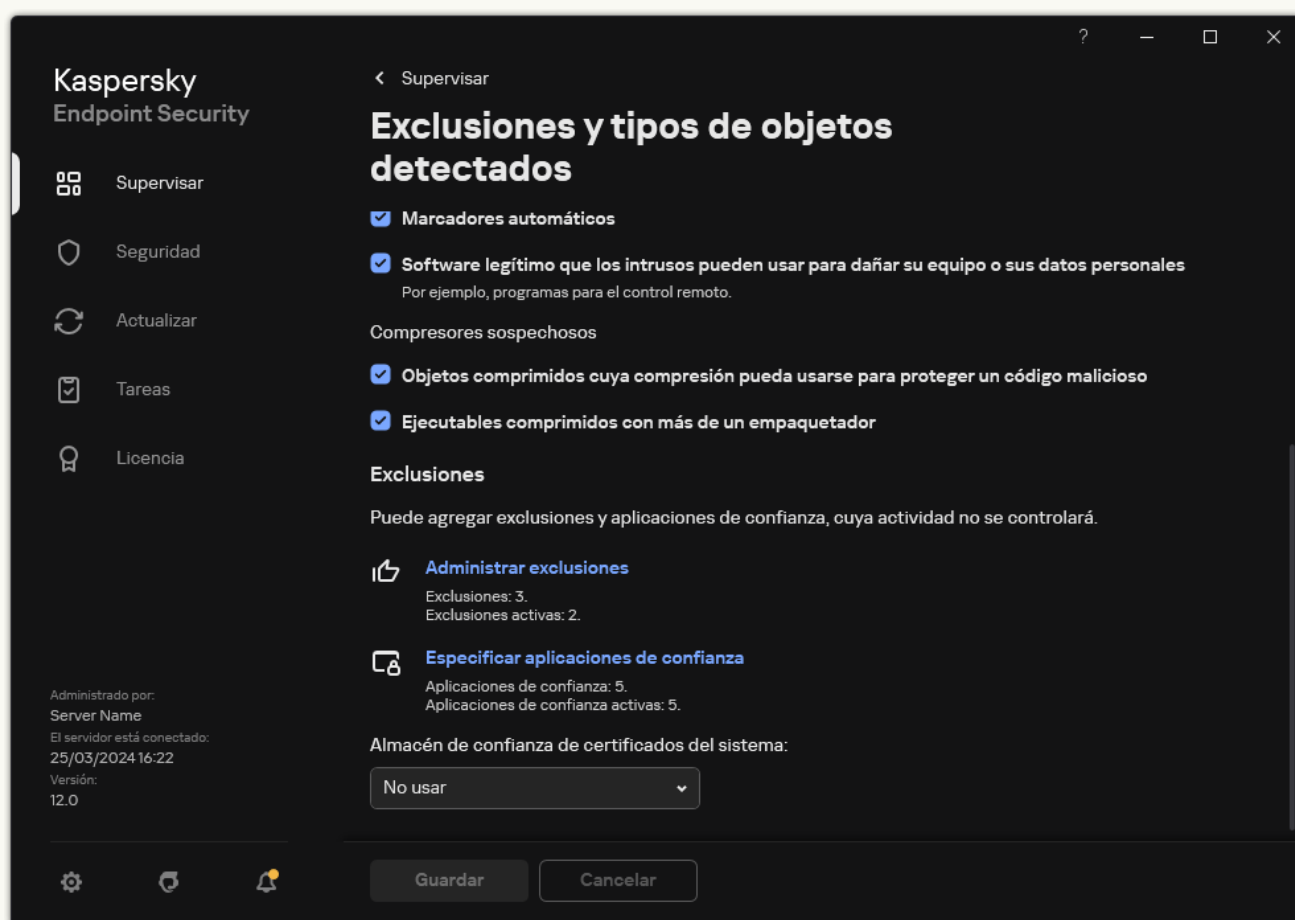 ?
Kaspersky
Endpoint Security
Supervisar
Seguridad
Actualizar
Tareas
Licencia
Administrado por:
Server Name
El servidor está conectado:
25/03/2024 16:22
Versión:
12.0
Supervisar
Exclusiones y tipos de objetos
detectados
Marcadores automáticos
Software legítimo que los intrusos pueden usar para dañar su equipo o sus datos personales
Por ejemplo, programas para el control remoto.
Compresores sospechosos
Objetos comprimidos cuya compresión pueda usarse para proteger un código malicioso
Ejecutables comprimidos con más de un empaquetador
Exclusiones
Puede agregar exclusiones y aplicaciones de confianza, cuya actividad no se controlará.
Administrar exclusiones
Exclusiones: 3.
Exclusiones activas: 2.
Especificar aplicaciones de confianza
Aplicaciones de confianza: 5.
Aplicaciones de confianza activas: 5.
Almacén de confianza de certificados del sistema:
No usar
Guardar
Cancelar